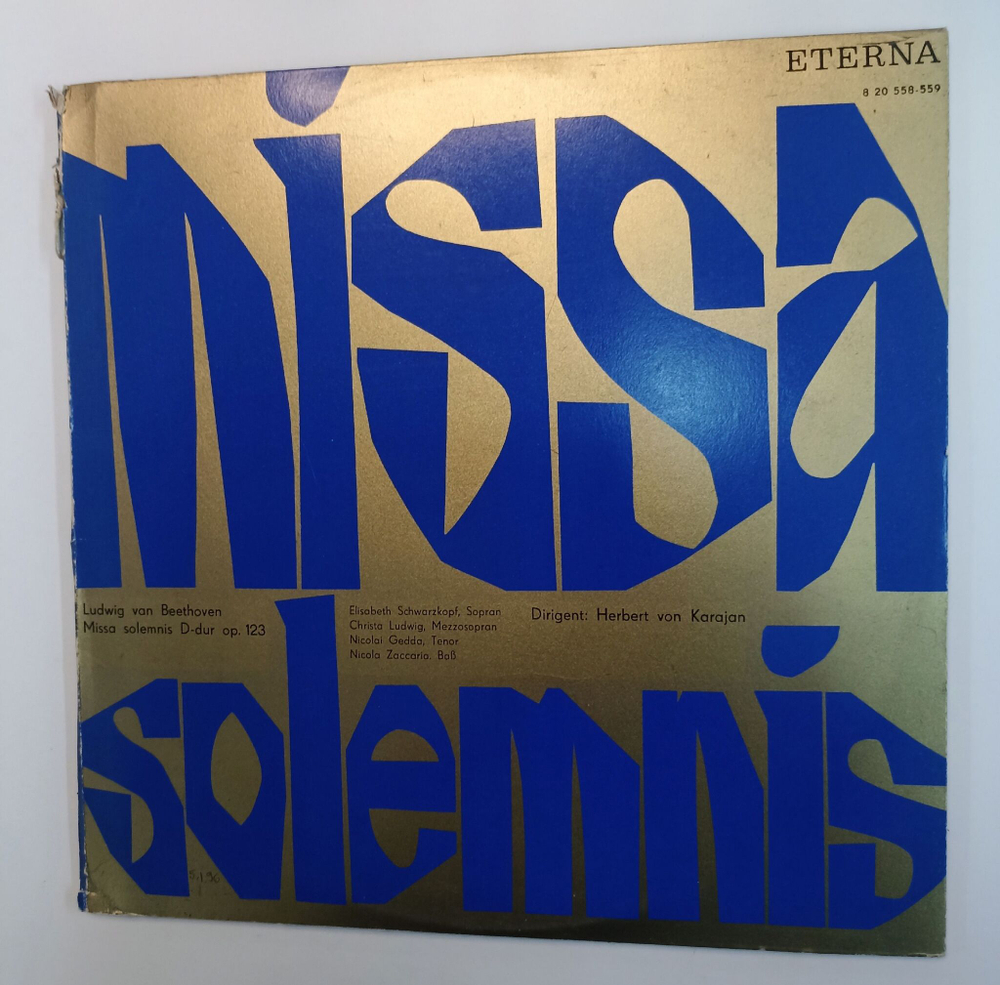 ETERNA
8 20 558-559
missa
Ludwig van Beethoven
Missa solemnis D-dur op. 123
Elisabeth Schwarzkopf, Sopran
Christa Ludwig, Mezzosopran
Nicolai Gedda, Tenor
Nicola Zaccaria, Baß
Dirigent: Herbert von Karajan
solemnis